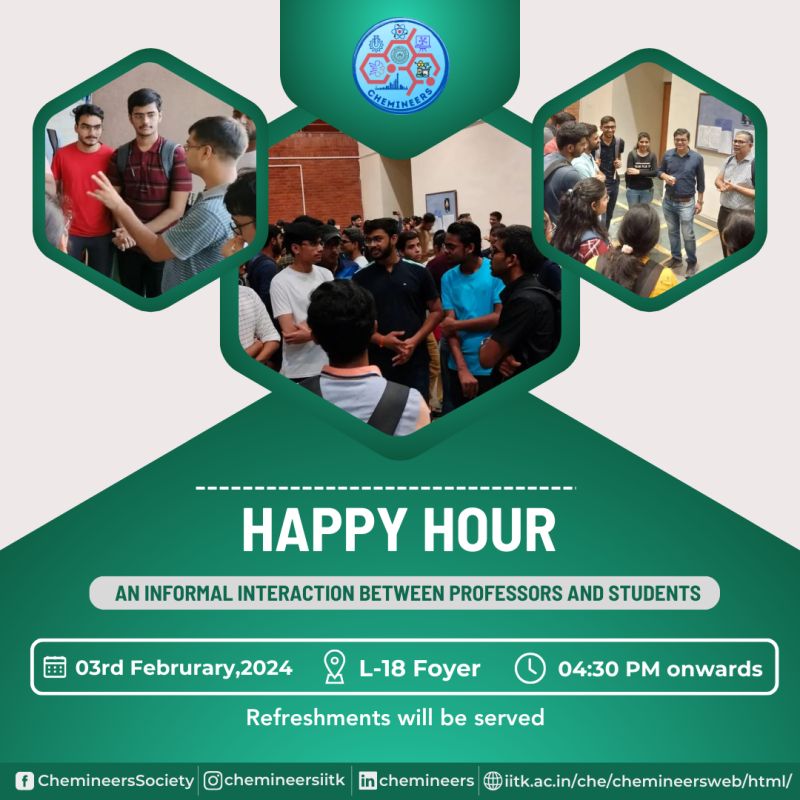 CHEMINEERS
HAPPY HOUR
AN INFORMAL INTERACTION BETWEEN PROFESSORS AND STUDENTS
03rd Februrary,2024
L-18 Foyer
04:30 PM onwards
Refreshments will be served
ChemineersSociety
chemineersiitk
chemineers
iitk.ac.in/che/chemineersweb/html/